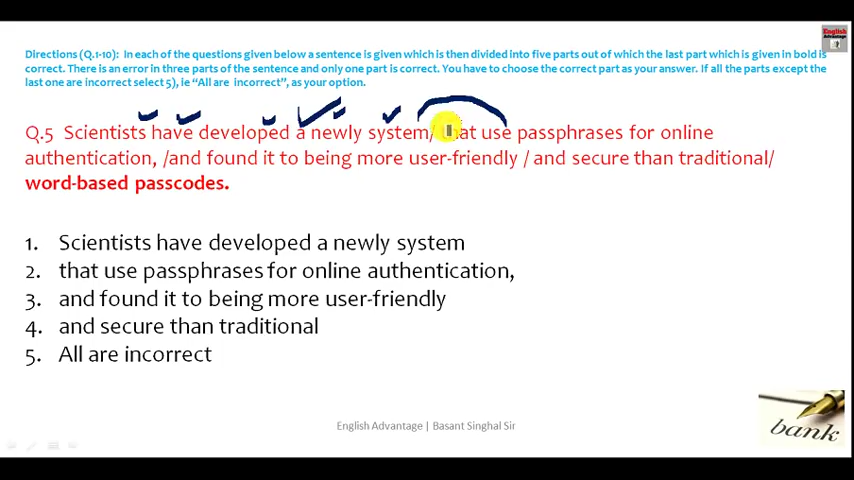 English
Advantage
Directions (Q.1-10): In each of the questions given below a sentence is given which is then divided into five parts out of which the last part which is given in bold is
correct. There is an error in three parts of the sentence and only one part is correct. You have to choose the correct part as your answer. If all the parts except the
last one are incorrect select 5), ie “All are incorrect”, as your option.
Q.5 Scientists have developed a newly system/ that use passphrases for online
authentication, /and found it to being more user-friendly / and secure than traditional/
word-based passcodes.
1. Scientists have developed a newly system
2. that use passphrases for online authentication,
3. and found it to being more user-friendly
4. and secure than traditional
5. All are incorrect
bank
English Advantage | Basant Singhal Sir